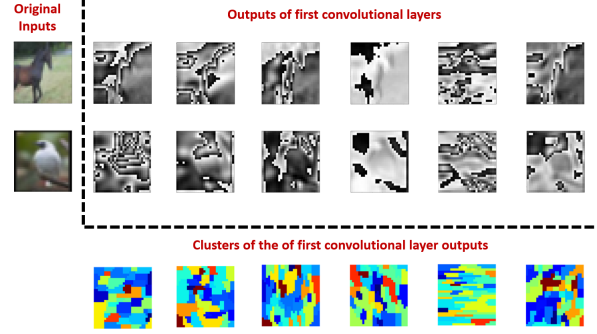 Original
Inputs
Outputs of first convolutional layers
Clusters of the of first convolutional layer outputs